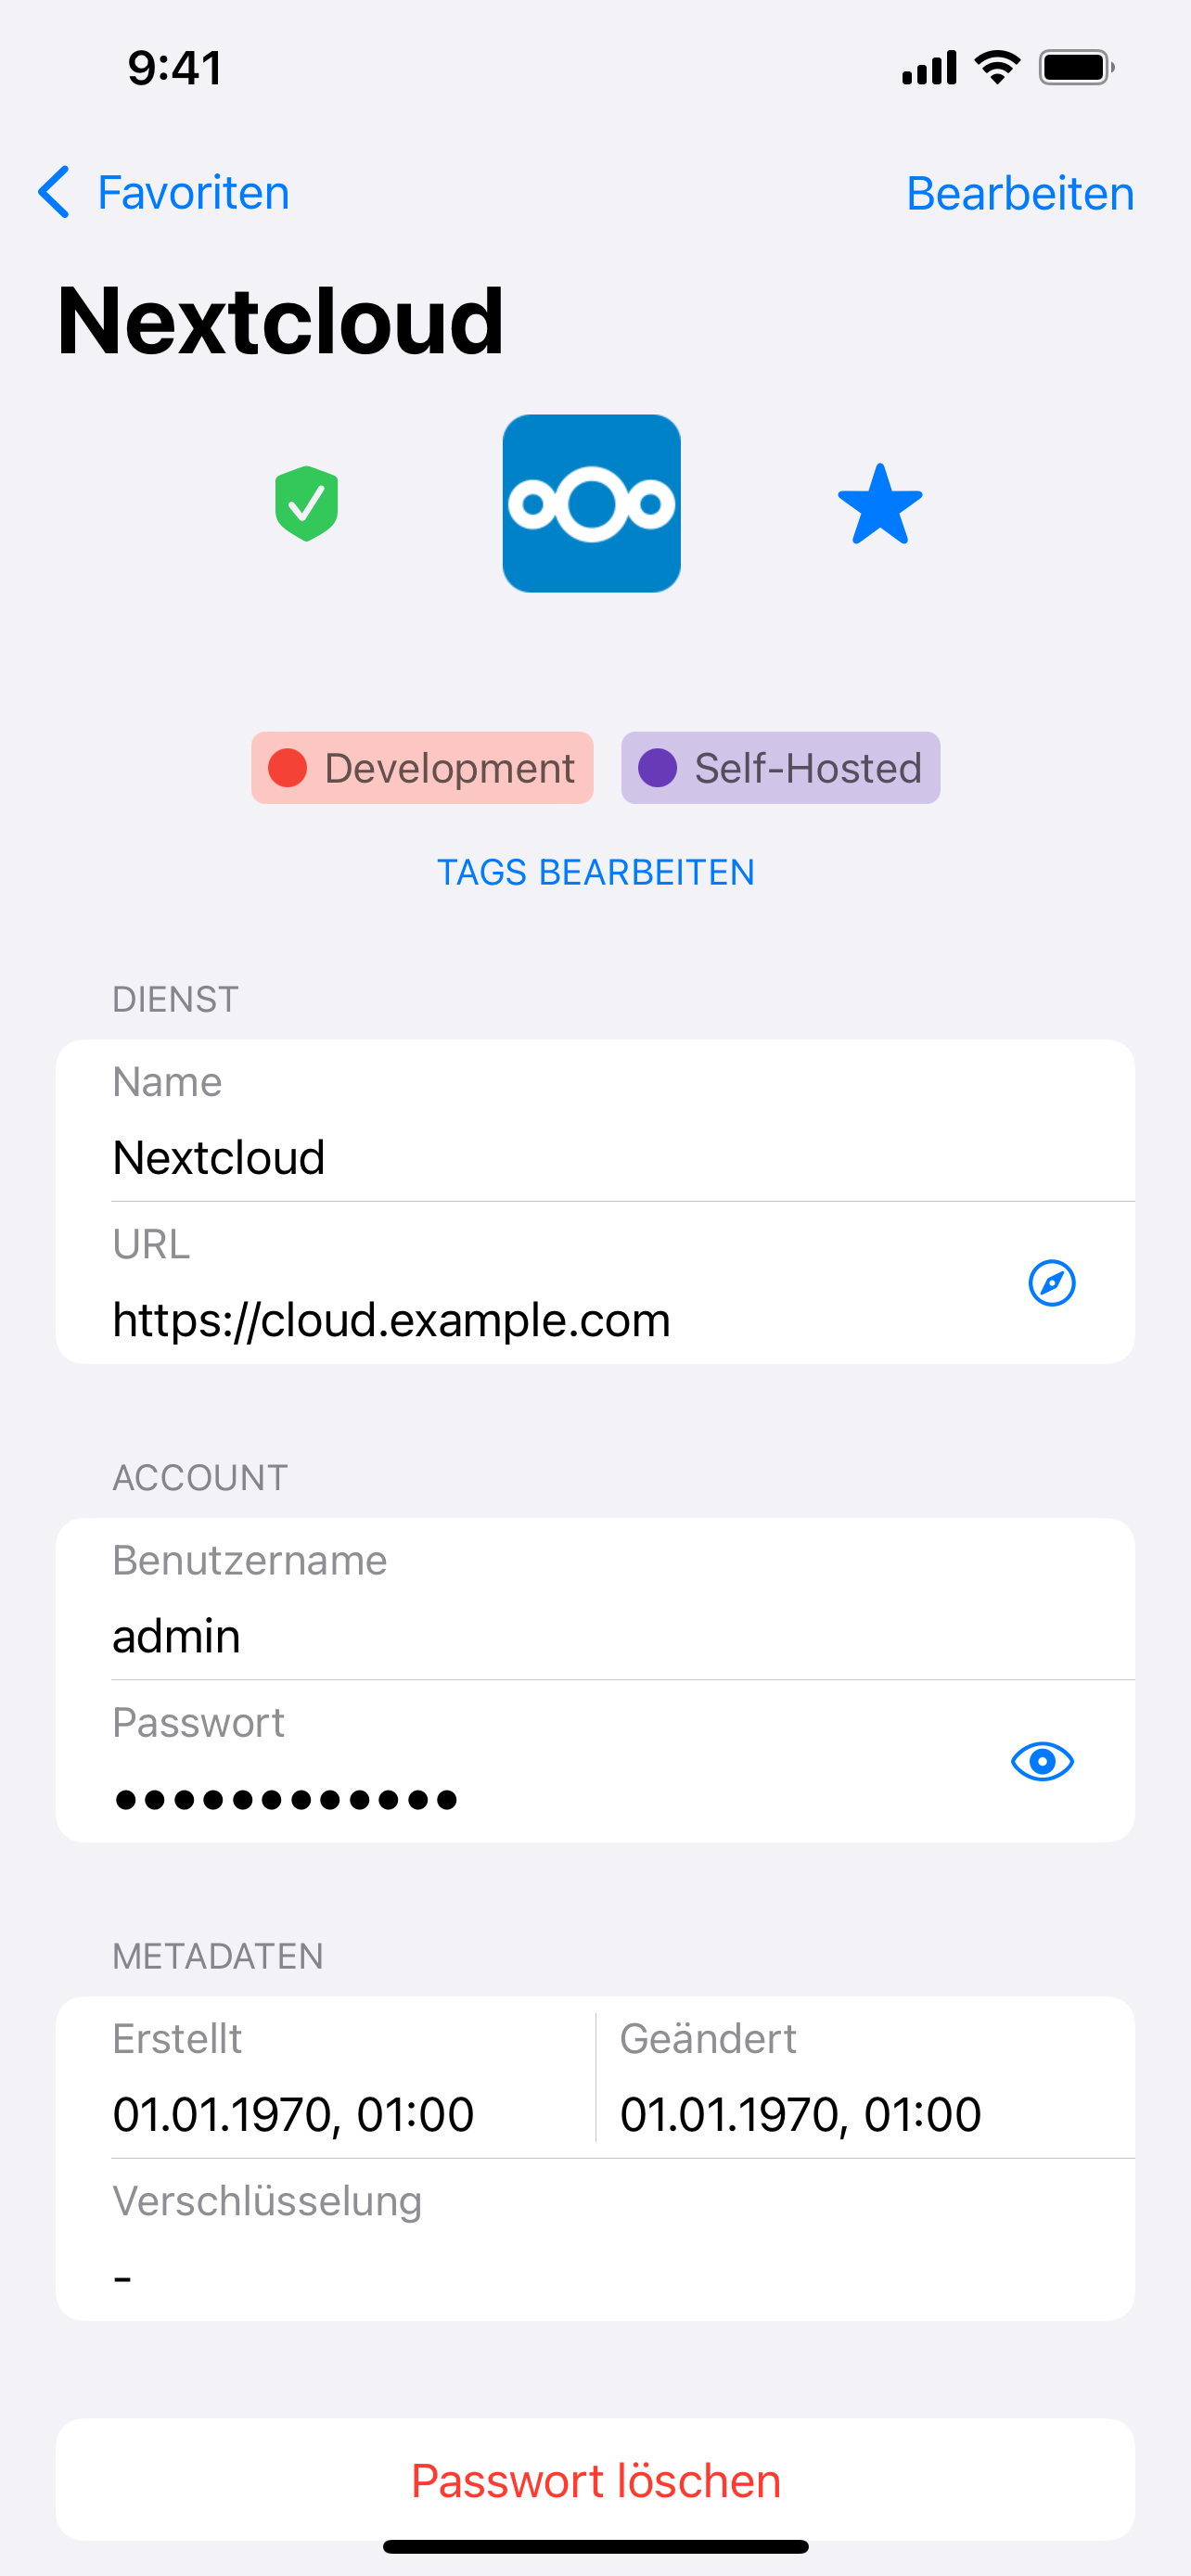 9:41
Favoriten Bearbeiten
Nextcloud
Development Self-Hosted
TAGS BEARBEITEN
DIENST
Name
Nextcloud
URL
https://cloud.example.com
ACCOUNT
Benutzername
admin
Passwort
••••••••••••
METADATEN
Erstellt Geändert
01.01.1970, 01:00 01.01.1970, 01:00
Verschlüsselung
-
Passwort löschen